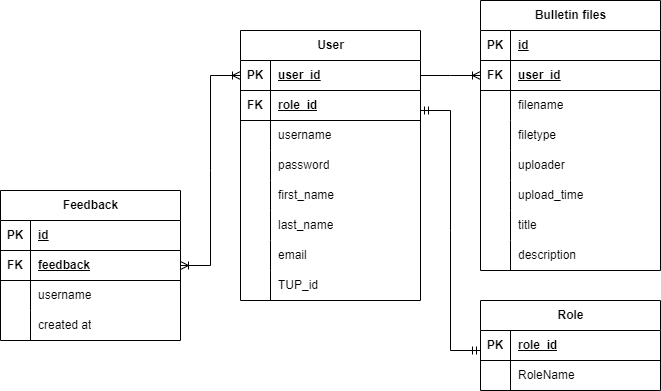 User
PK user_id
FK role_id
username
password
first_name
last_name
email
TUP_id
Bulletin files
PK id
FK user_id
filename
filetype
uploader
upload_time
title
description
Feedback
PK id
FK feedback
username
created at
Role
PK role_id
RoleName